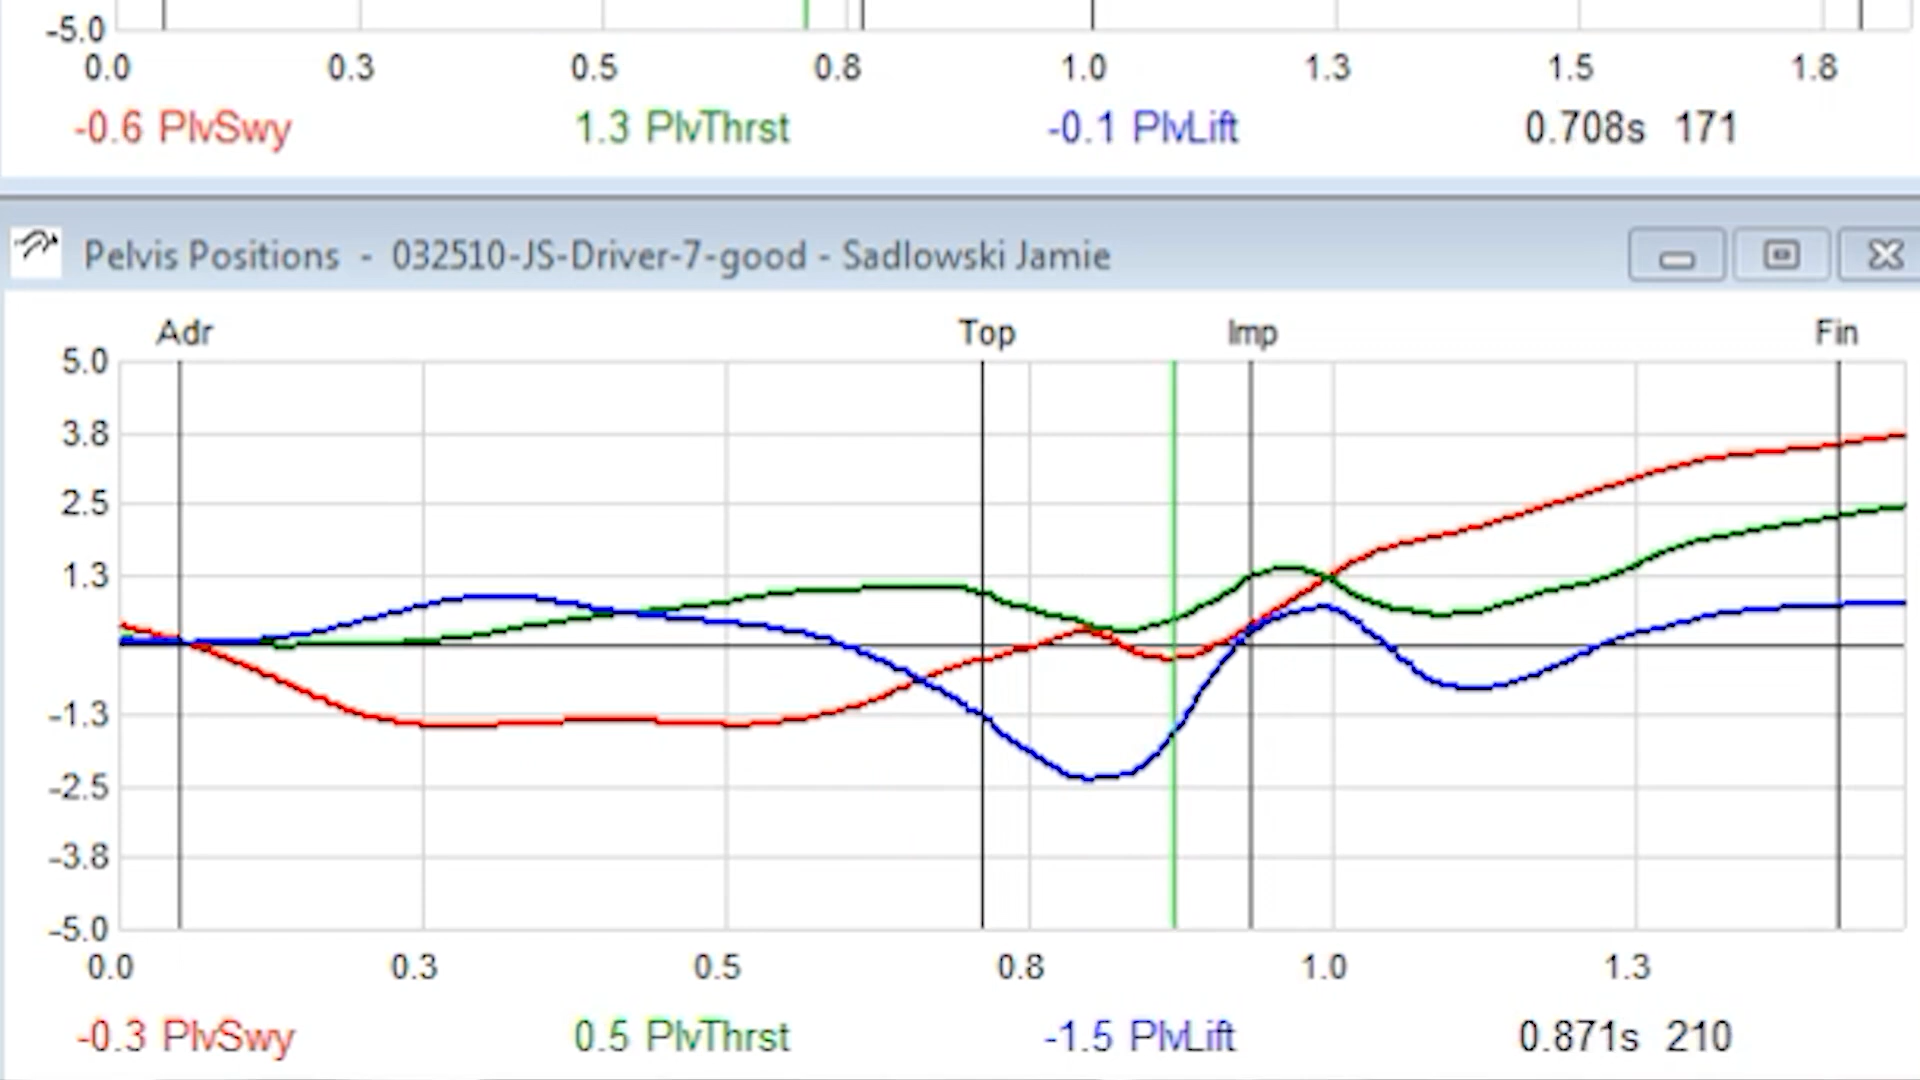 -5.0
0.0 0.3 0.5 0.8 1.0 1.3 1.5 1.8
-0.6 PlvSwy 1.3 PlvThrst -0.1 PlvLift 0.708s 171
Pelvis Positions - 032510-JS-Driver-7-good - Sadlowski Jamie
Adr Top Imp Fin
5.0
3.8
2.5
1.3
-1.3
-2.5
-3.8
-5.0
0.0 0.3 0.5 0.8 1.0 1.3
-0.3 PlvSwy 0.5 PlvThrst -1.5 PlvLift 0.871s 210